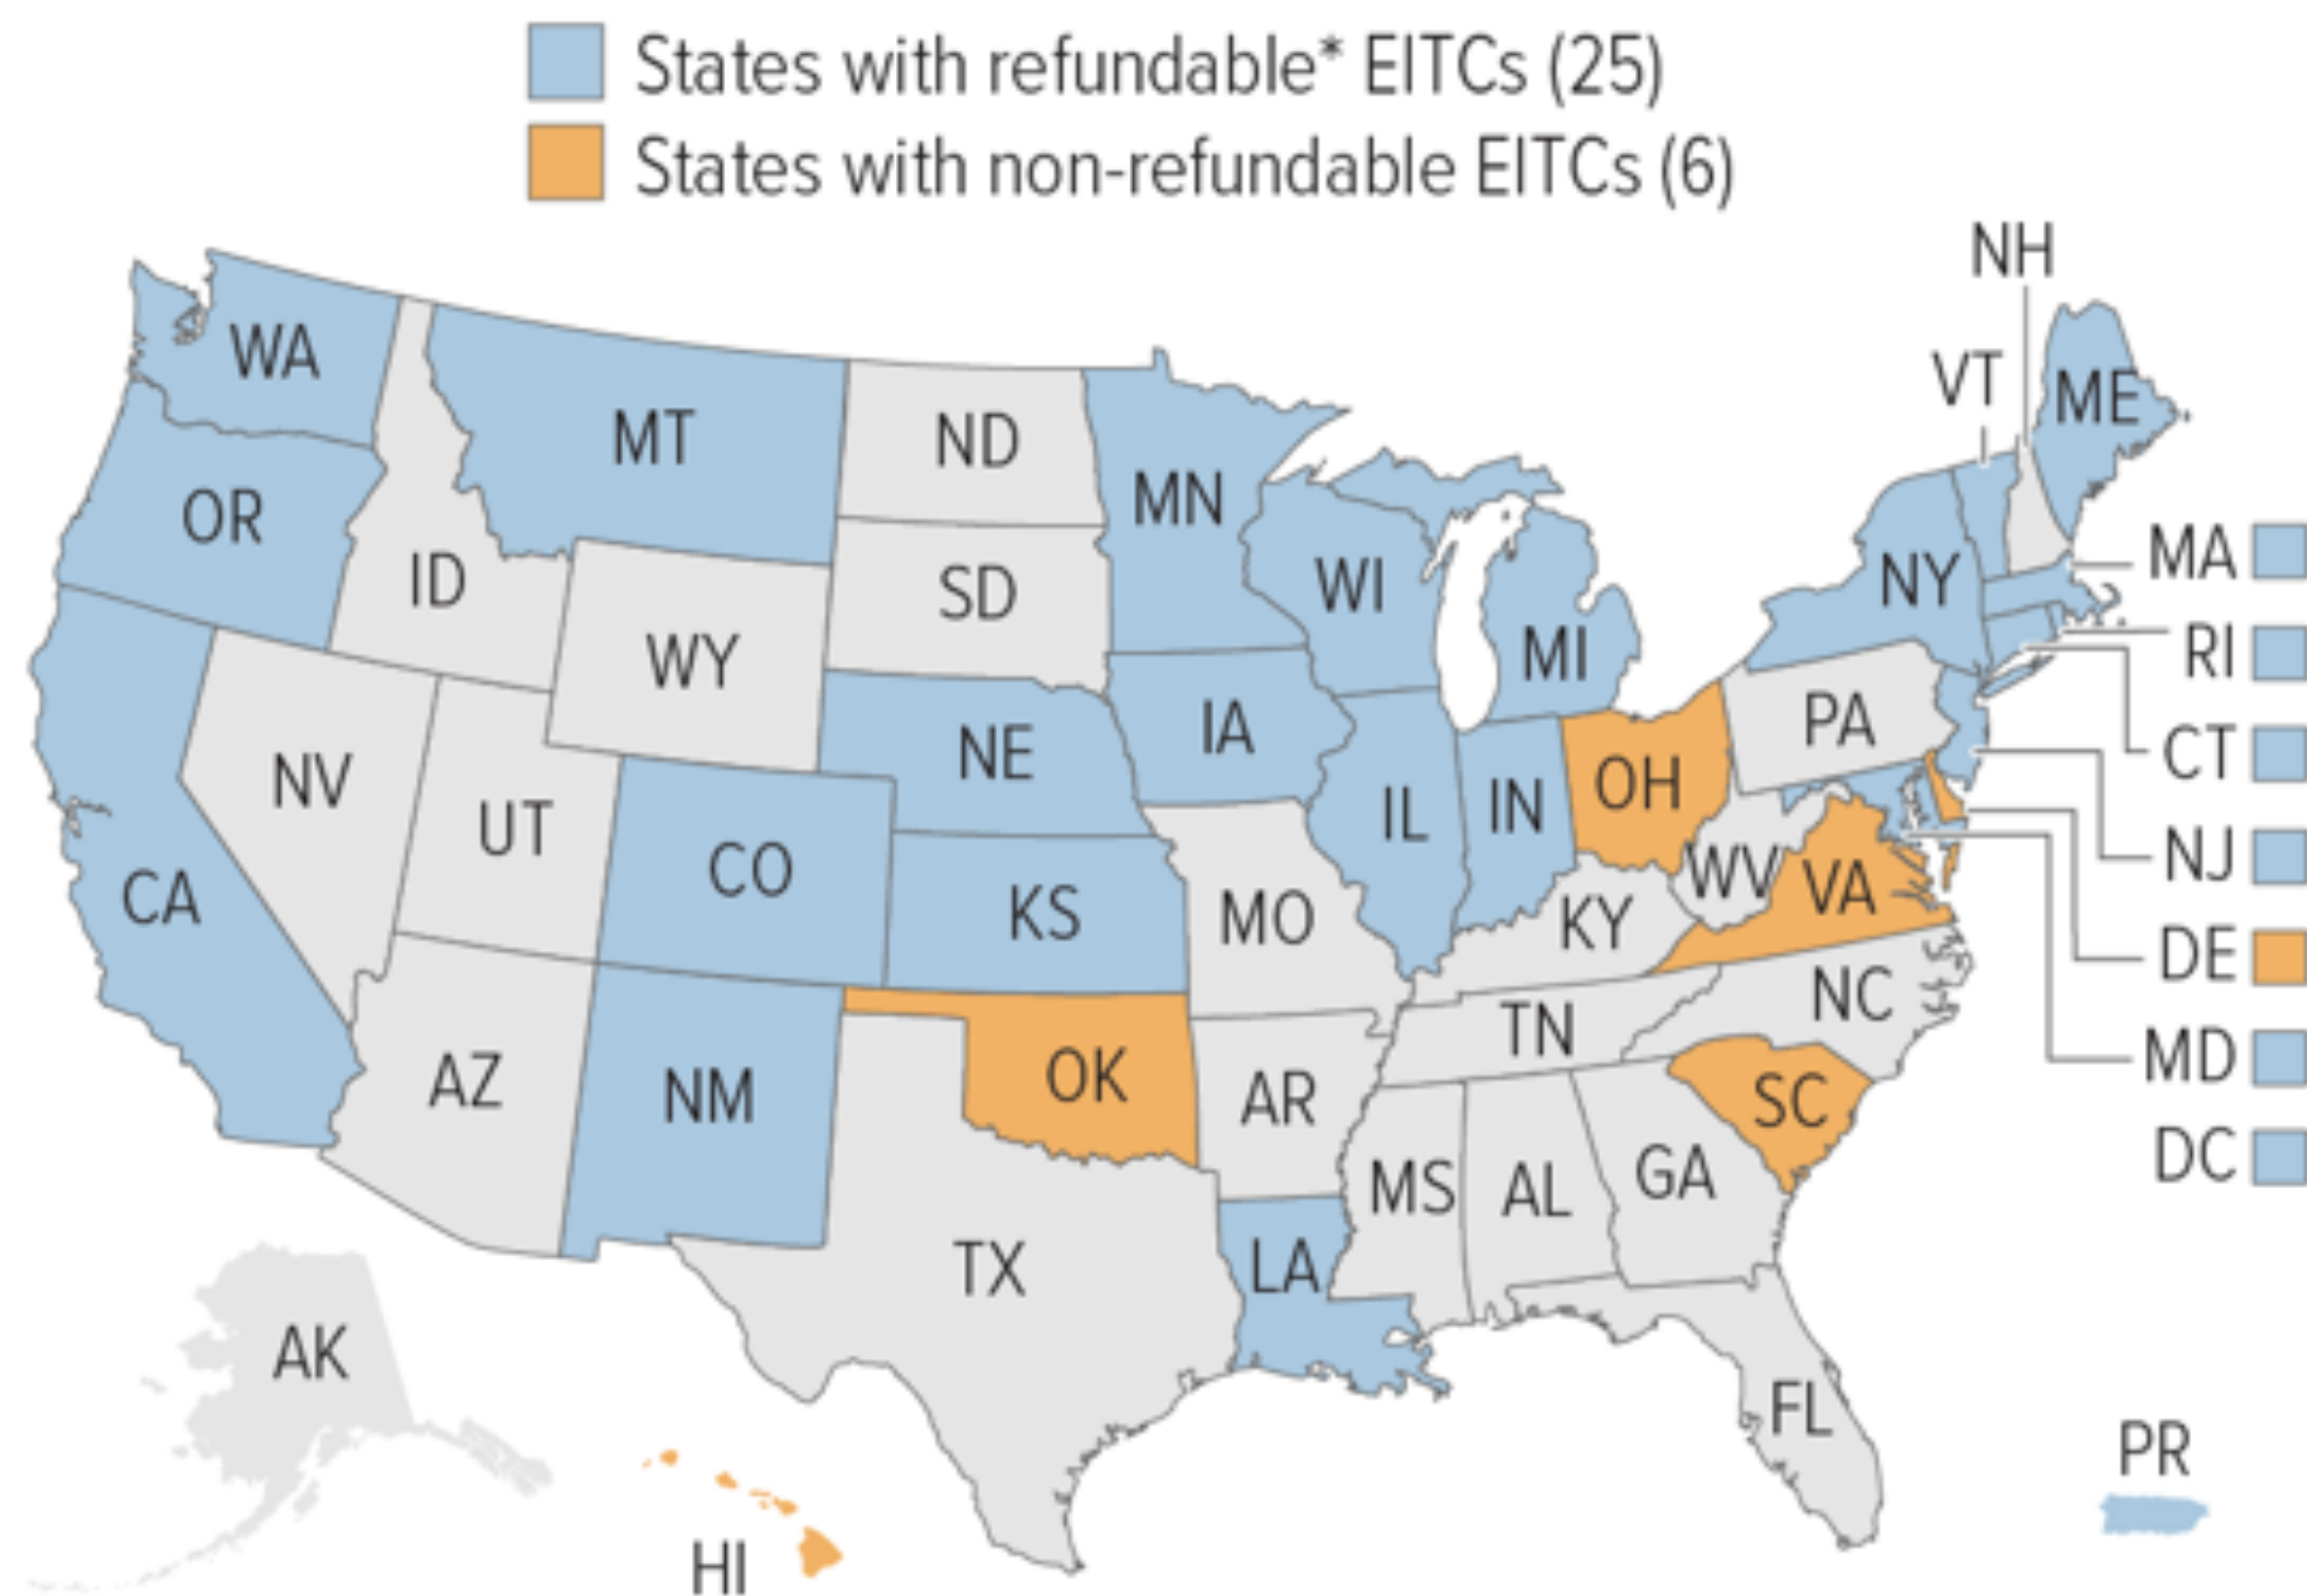 States with refundable* EITCs (25)
States with non-refundable EITCs (6)
NH
WA
VT
ME
MT
ND
MN
OR
MA
ID
SD
WI
NY
WY
MI
RI
PA
IA
NE
CT
NV
OH
UT
IL
IN
CO
NJ
CA
KS
MO
WV
VA
KY
DE
NC
TN
AZ
NM
OK
AR
SC
MD
MS
AL
GA
DC
TX
LA
AK
FL
PR
HI